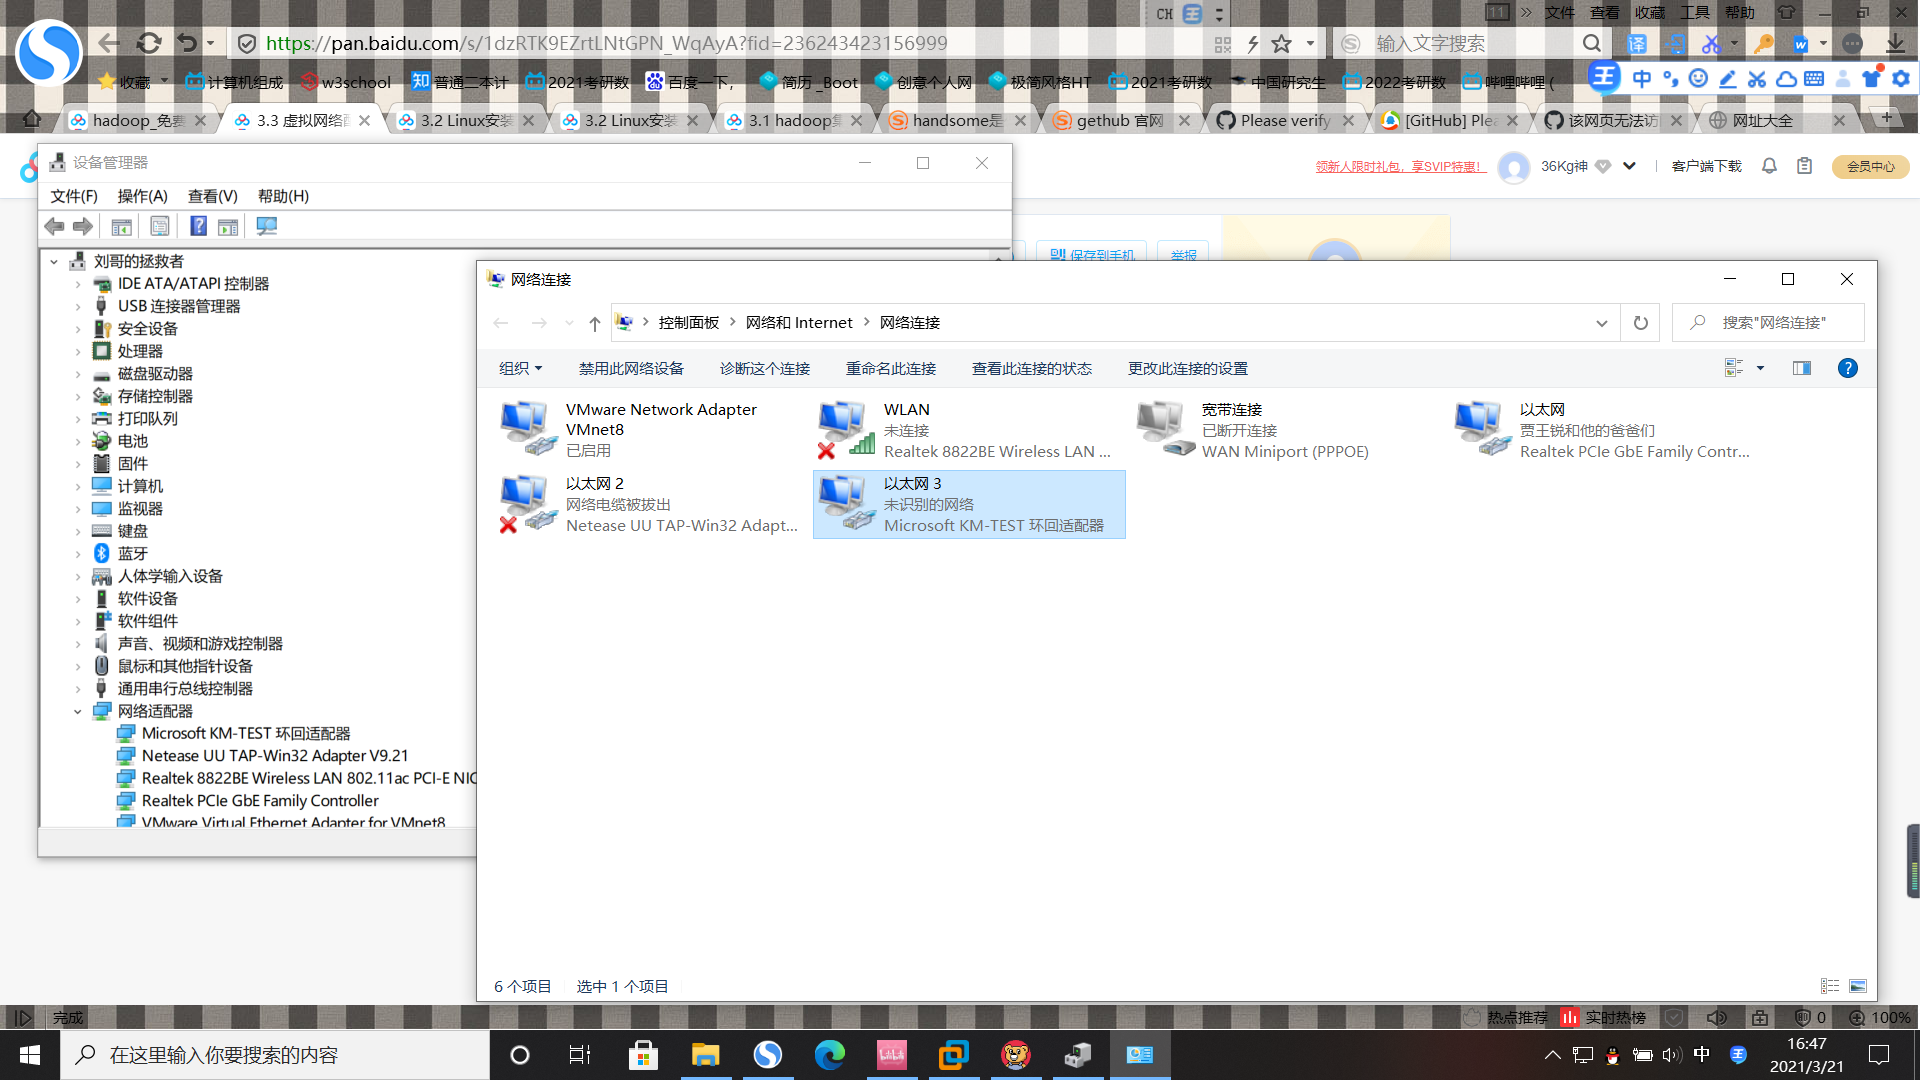 CH
11
文件 查看 收藏 工具 帮助
https://pan.baidu.com/s/1dzRTK9EZrtLNtGPN_WqAyA?fid=236243423156999
输入文字搜索
收藏 计算机组成 w3school 普通二本计 2021考研数 百度一下, 简历 _Boot 创意个人网 极简风格HT 2021考研数 中国研究生 2022考研数 哔哩哔哩 (
王 中
hadoop_免费 3.3 虚拟网络配 3.2 Linux安装 3.2 Linux安装 3.1 hadoop集 handsome是 gethub 官网 Please verify [GitHub] Plea 该网页无法访 网址大全
领新人限时礼包，享SVIP特惠！ 36Kg神 客户端下载 会员中心
保存到手机 举报
设备管理器
文件(F) 操作(A) 查看(V) 帮助(H)
刘哥的拯救者
IDE ATA/ATAPI 控制器
USB 连接器管理器
安全设备
处理器
磁盘驱动器
存储控制器
打印队列
电池
固件
计算机
监视器
键盘
蓝牙
人体学输入设备
软件设备
软件组件
声音、视频和游戏控制器
鼠标和其他指针设备
通用串行总线控制器
网络适配器
Microsoft KM-TEST 环回适配器
Netease UU TAP-Win32 Adapter V9.21
Realtek 8822BE Wireless LAN 802.11ac PCI-E NIC
Realtek PCIe GbE Family Controller
VMware Virtual Ethernet Adapter for VMnet8
网络连接
控制面板 网络和 Internet 网络连接
搜索"网络连接"
组织 禁用此网络设备 诊断这个连接 重命名此连接 查看此连接的状态 更改此连接的设置
VMware Network Adapter
VMnet8
已启用
WLAN
未连接
Realtek 8822BE Wireless LAN ...
宽带连接
已断开连接
WAN Miniport (PPPOE)
以太网
贾王锐和他的爸爸们
Realtek PCIe GbE Family Contr...
以太网 2
网络电缆被拔出
Netease UU TAP-Win32 Adapt...
以太网 3
未识别的网络
Microsoft KM-TEST 环回适配器
6 个项目 选中 1 个项目
完成
热点推荐 实时热榜 0 100%
在这里输入你要搜索的内容
中
16:47
2021/3/21